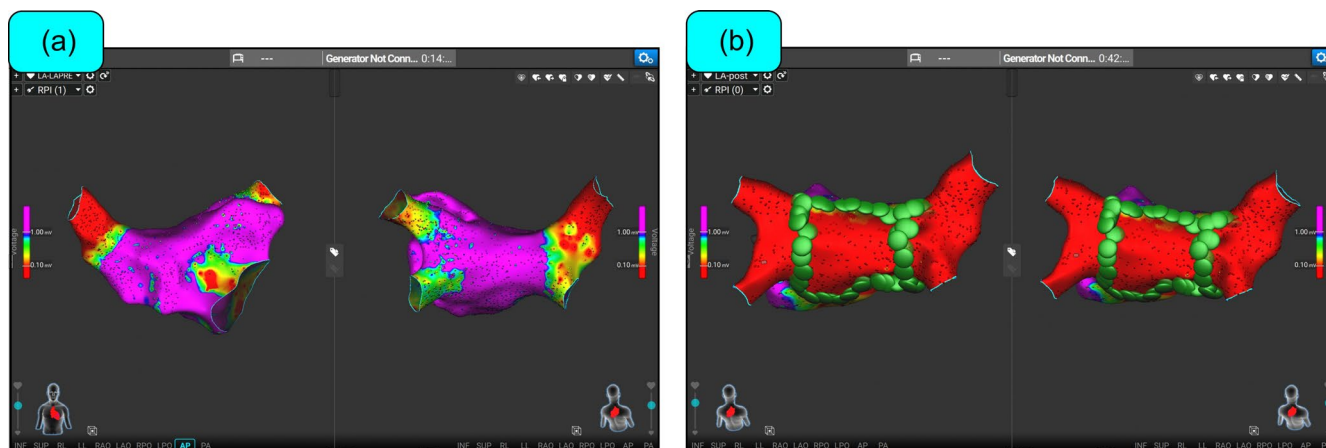 (a)
--- Generator Not Conn... 0:14:...
+ LA-LAPRE
+ RPI (1)
1.00 mV
0.10 mV
Voltage
1.00 mV
0.10 mV
Voltage
INF SUP RL LL RAO LAO RPO LPO AP PA
INF SUP RL LL RAO LAO RPO LPO AP PA
(b)
--- Generator Not Conn... 0:42:...
+ LA-post
+ RPI (0)
1.00 mV
0.10 mV
Voltage
1.00 mV
0.10 mV
Voltage
INF SUP RL LL RAO LAO RPO LPO AP PA
INF SUP RL LL RAO LAO RPO LPO AP PA